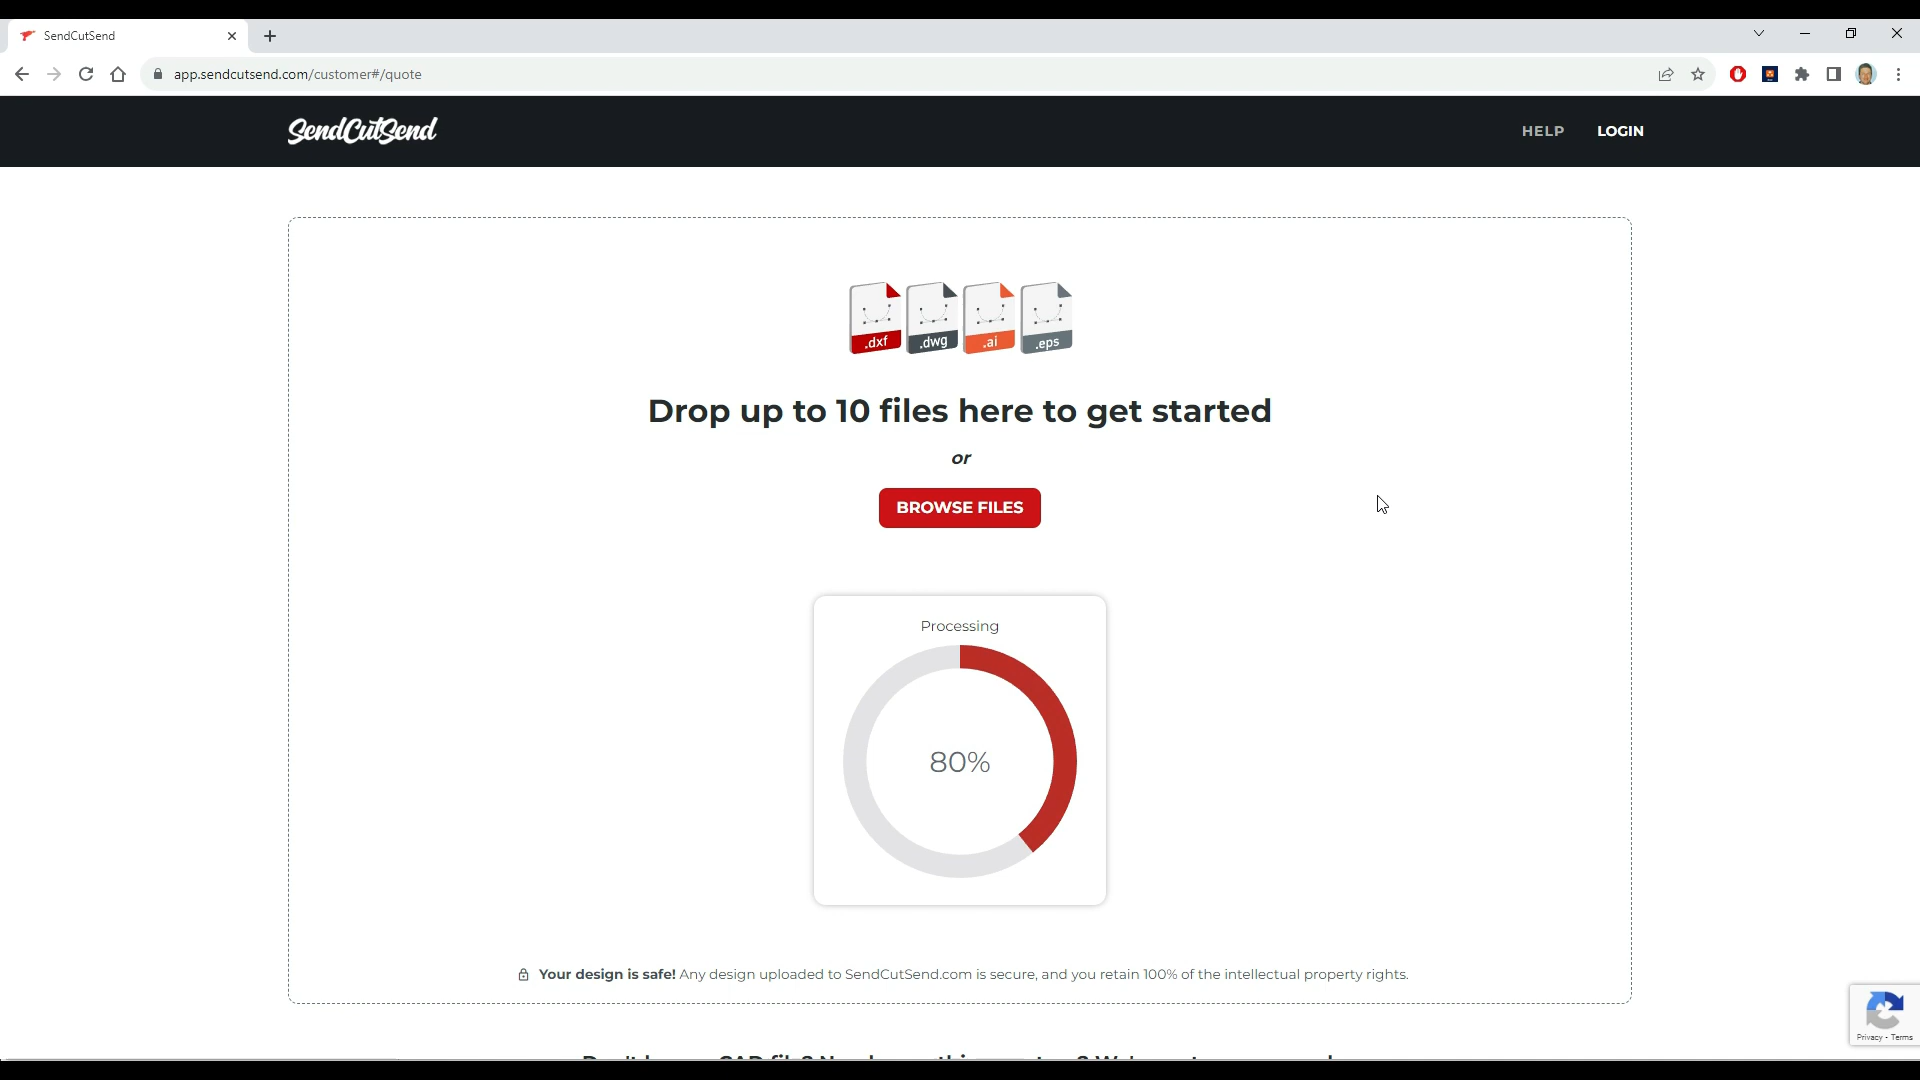 SendCutSend
app.sendcutsend.com/customer#/quote
SendCutSend
HELP
LOGIN
.dxf
.dwg
.ai
.eps
Drop up to 10 files here to get started
or
BROWSE FILES
Processing
80%
Your design is safe! Any design uploaded to SendCutSend.com is secure, and you retain 100% of the intellectual property rights.
Privacy - Terms